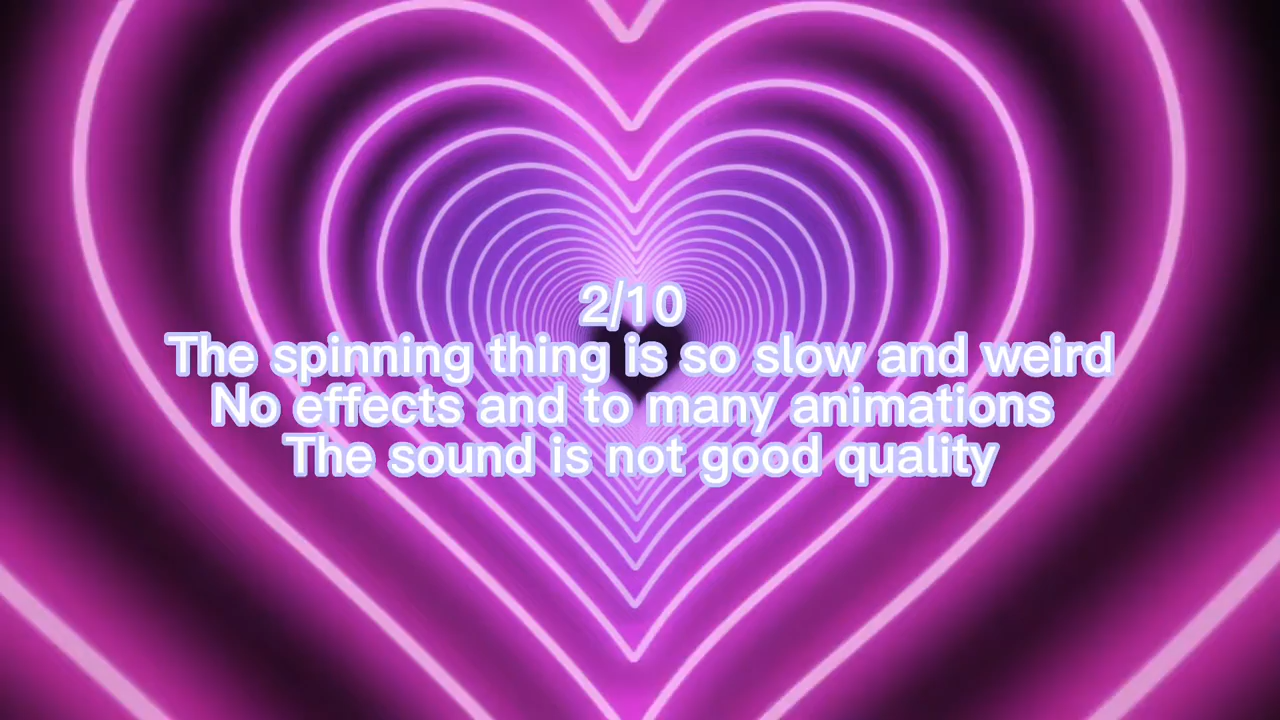 2/10
The spinning thing is so slow and weird
No effects and to many animations
The sound is not good quality